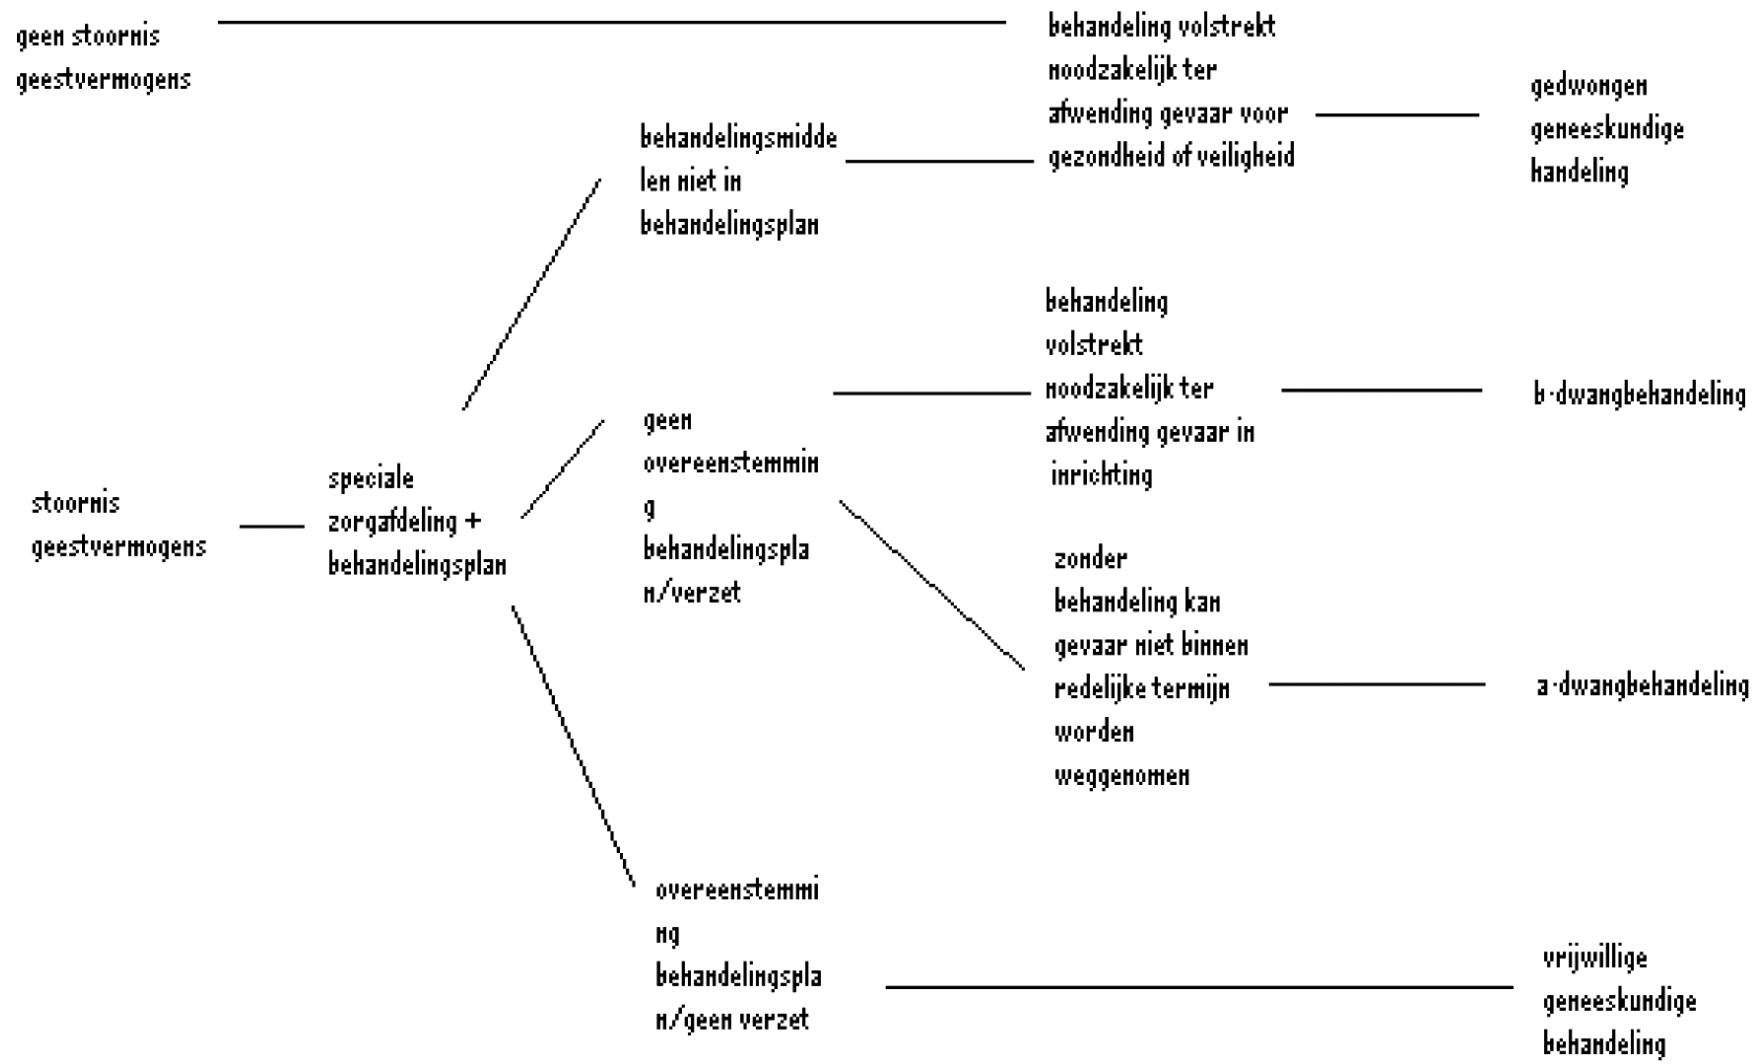 geen stoornis
geestvermogens
behandeling volstrekt
noodzakelijk ter
afwending gevaar voor
gezondheid of veiligheid
gedwongen
geneeskundige
handeling
behandelingsmidde
len niet in
behandelingsplan
stoornis
geestvermogens
speciale
zorgafdeling +
behandelingsplan
geen
overeenstemmin
g
behandelingspla
n/verzet
behandeling
volstrekt
noodzakelijk ter
afwending gevaar in
inrichting
b-dwangbehandeling
zonder
behandeling kan
gevaar niet binnen
redelijke termijn
worden
weggenomen
a-dwangbehandeling
overeenstemmi
ng
behandelingspla
n/geen verzet
vrijwillige
geneeskundige
behandeling